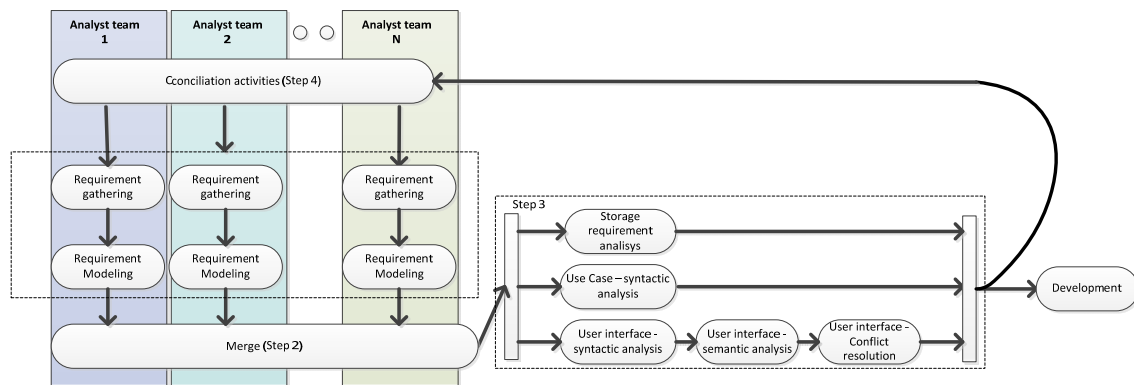 Analyst team
1
Analyst team
2
Analyst team
N
Cconciliation activities (Step 4)
Requirement
gathering
Requirement
gathering
Requirement
gathering
Requirement
Modeling
Requirement
Modeling
Requirement
Modeling
Merge (Step 2)
Step 3
Storage
requirement
analisys
Use Case – syntactic
analysis
User interface -
syntactic analysis
User interface -
semantic analysis
User interface -
Conflict
resolution
Development